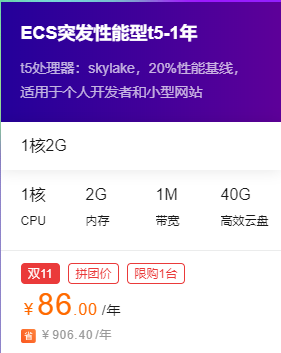 ECS突发性能型t5-1年
t5处理器：skylake，20%性能基线，
适用于个人开发者和小型网站
1核2G
1核 2G 1M 40G
CPU 内存 带宽 高效云盘
双11 拼团价 限购1台
￥86.00 /年
省 ￥906.40 /年